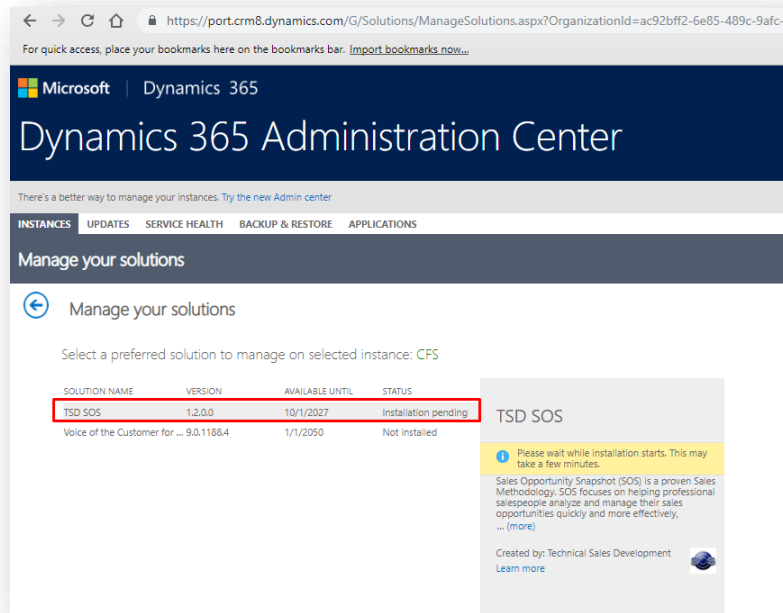 https://port.crm8.dynamics.com/G/Solutions/ManageSolutions.aspx?OrganizationId=ac92bff2-6e85-489c-9afc-
For quick access, place your bookmarks here on the bookmarks bar. Import bookmarks now...
Microsoft | Dynamics 365
Dynamics 365 Administration Center
There's a better way to manage your instances. Try the new Admin center
INSTANCES UPDATES SERVICE HEALTH BACKUP & RESTORE APPLICATIONS
Manage your solutions
Manage your solutions
Select a preferred solution to manage on selected instance: CFS
SOLUTION NAME VERSION AVAILABLE UNTIL STATUS
TSD SOS 1.2.0.0 10/1/2027 Installation pending
Voice of the Customer for ... 9.0.1188.4 1/1/2050 Not installed
TSD SOS
Please wait while installation starts. This may
take a few minutes.
Sales Opportunity Snapshot (SOS) is a proven Sales
Methodology. SOS focuses on helping professional
salespeople analyze and manage their sales
opportunities quickly and more effectively,
... (more)
Created by: Technical Sales Development
Learn more